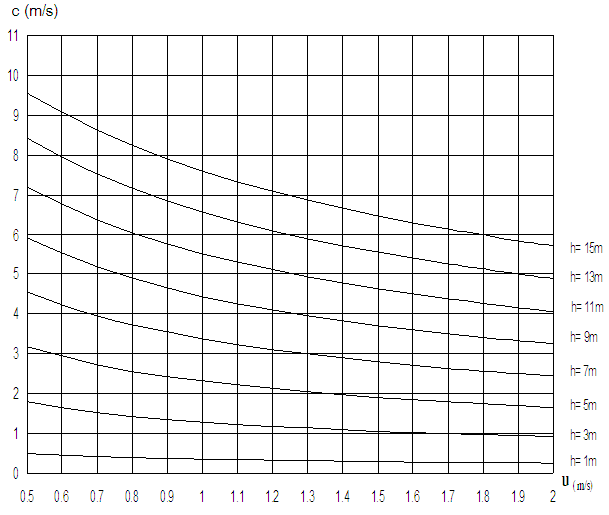 c (m/s)
11
10
9
8
7
6
5
4
3
2
1
0
h= 15m
h= 13m
h= 11m
h= 9m
h= 7m
h= 5m
h= 3m
h= 1m
0.5 0.6 0.7 0.8 0.9 1 1.1 1.2 1.3 1.4 1.5 1.6 1.7 1.8 1.9 2
u (m/s)